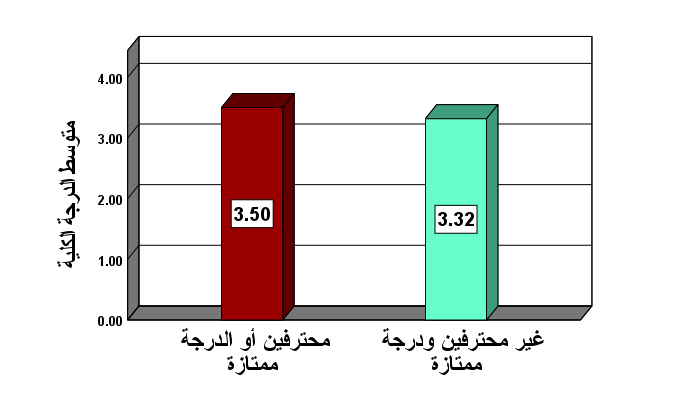 متوسط الدرجة الكلية
4.00
3.00
2.00
1.00
0.00
3.50
3.32
محترفين أو الدرجة
ممتازة
غير محترفين ودرجة
ممتازة